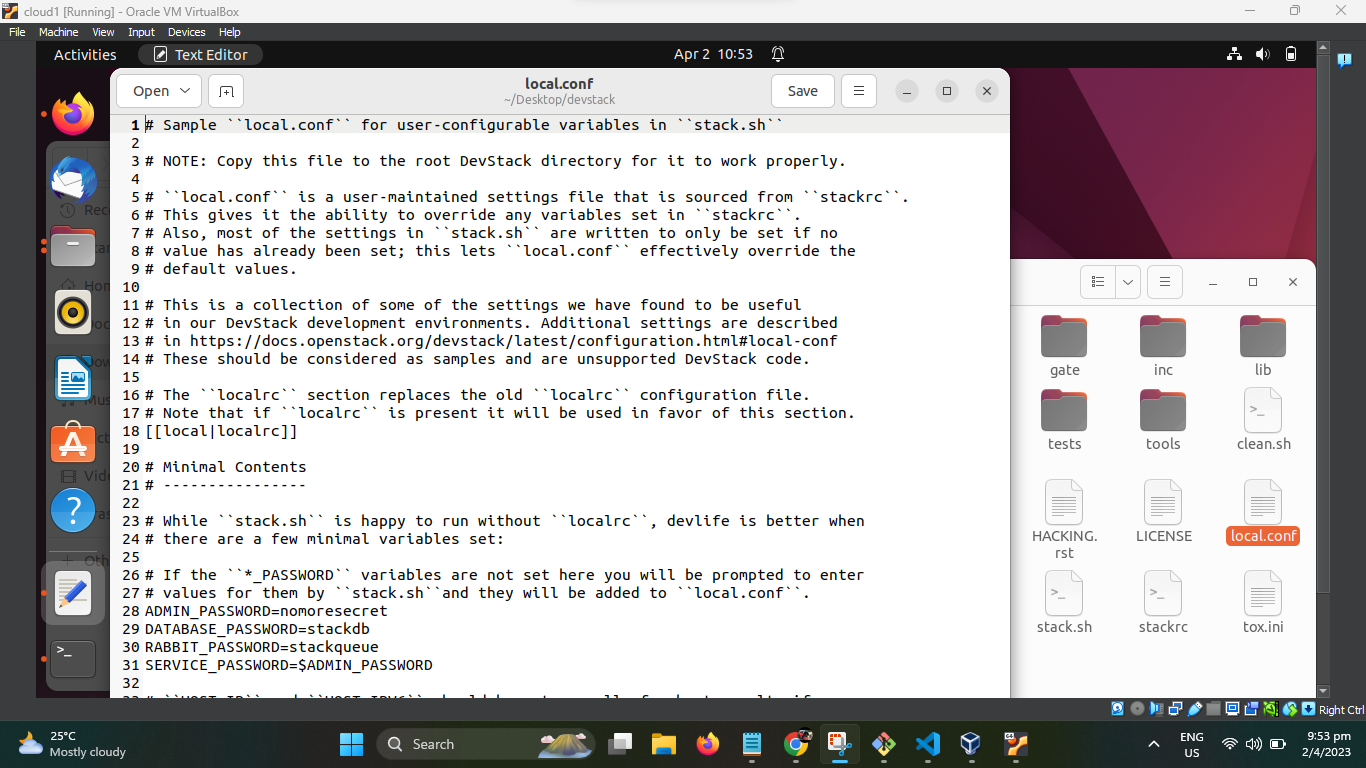 cloud1 [Running] - Oracle VM VirtualBox
File Machine View Input Devices Help
Activities Text Editor Apr 2 10:53
Open local.conf Save
~/Desktop/devstack
1 # Sample ``local.conf`` for user-configurable variables in ``stack.sh``
2
3 # NOTE: Copy this file to the root DevStack directory for it to work properly.
4
5 # ``local.conf`` is a user-maintained settings file that is sourced from ``stackrc``.
6 # This gives it the ability to override any variables set in ``stackrc``.
7 # Also, most of the settings in ``stack.sh`` are written to only be set if no
8 # value has already been set; this lets ``local.conf`` effectively override the
9 # default values.
10
11 # This is a collection of some of the settings we have found to be useful
12 # in our DevStack development environments. Additional settings are described
13 # in https://docs.openstack.org/devstack/latest/configuration.html#local-conf
14 # These should be considered as samples and are unsupported DevStack code.
15
16 # The ``localrc`` section replaces the old ``localrc`` configuration file.
17 # Note that if ``localrc`` is present it will be used in favor of this section.
18 [[local|localrc]]
19
20 # Minimal Contents
21 # ----------------
22
23 # While ``stack.sh`` is happy to run without ``localrc``, devlife is better when
24 # there are a few minimal variables set:
25
26 # If the ``*_PASSWORD`` variables are not set here you will be prompted to enter
27 # values for them by ``stack.sh``and they will be added to ``local.conf``.
28 ADMIN_PASSWORD=nomoresecret
29 DATABASE_PASSWORD=stackdb
30 RABBIT_PASSWORD=stackqueue
31 SERVICE_PASSWORD=$ADMIN_PASSWORD
32
gate inc lib
tests tools clean.sh
HACKING.rst LICENSE local.conf
stack.sh stackrc tox.ini
Right Ctrl
25°C
Mostly cloudy
Search
ENG
US
9:53 pm
2/4/2023